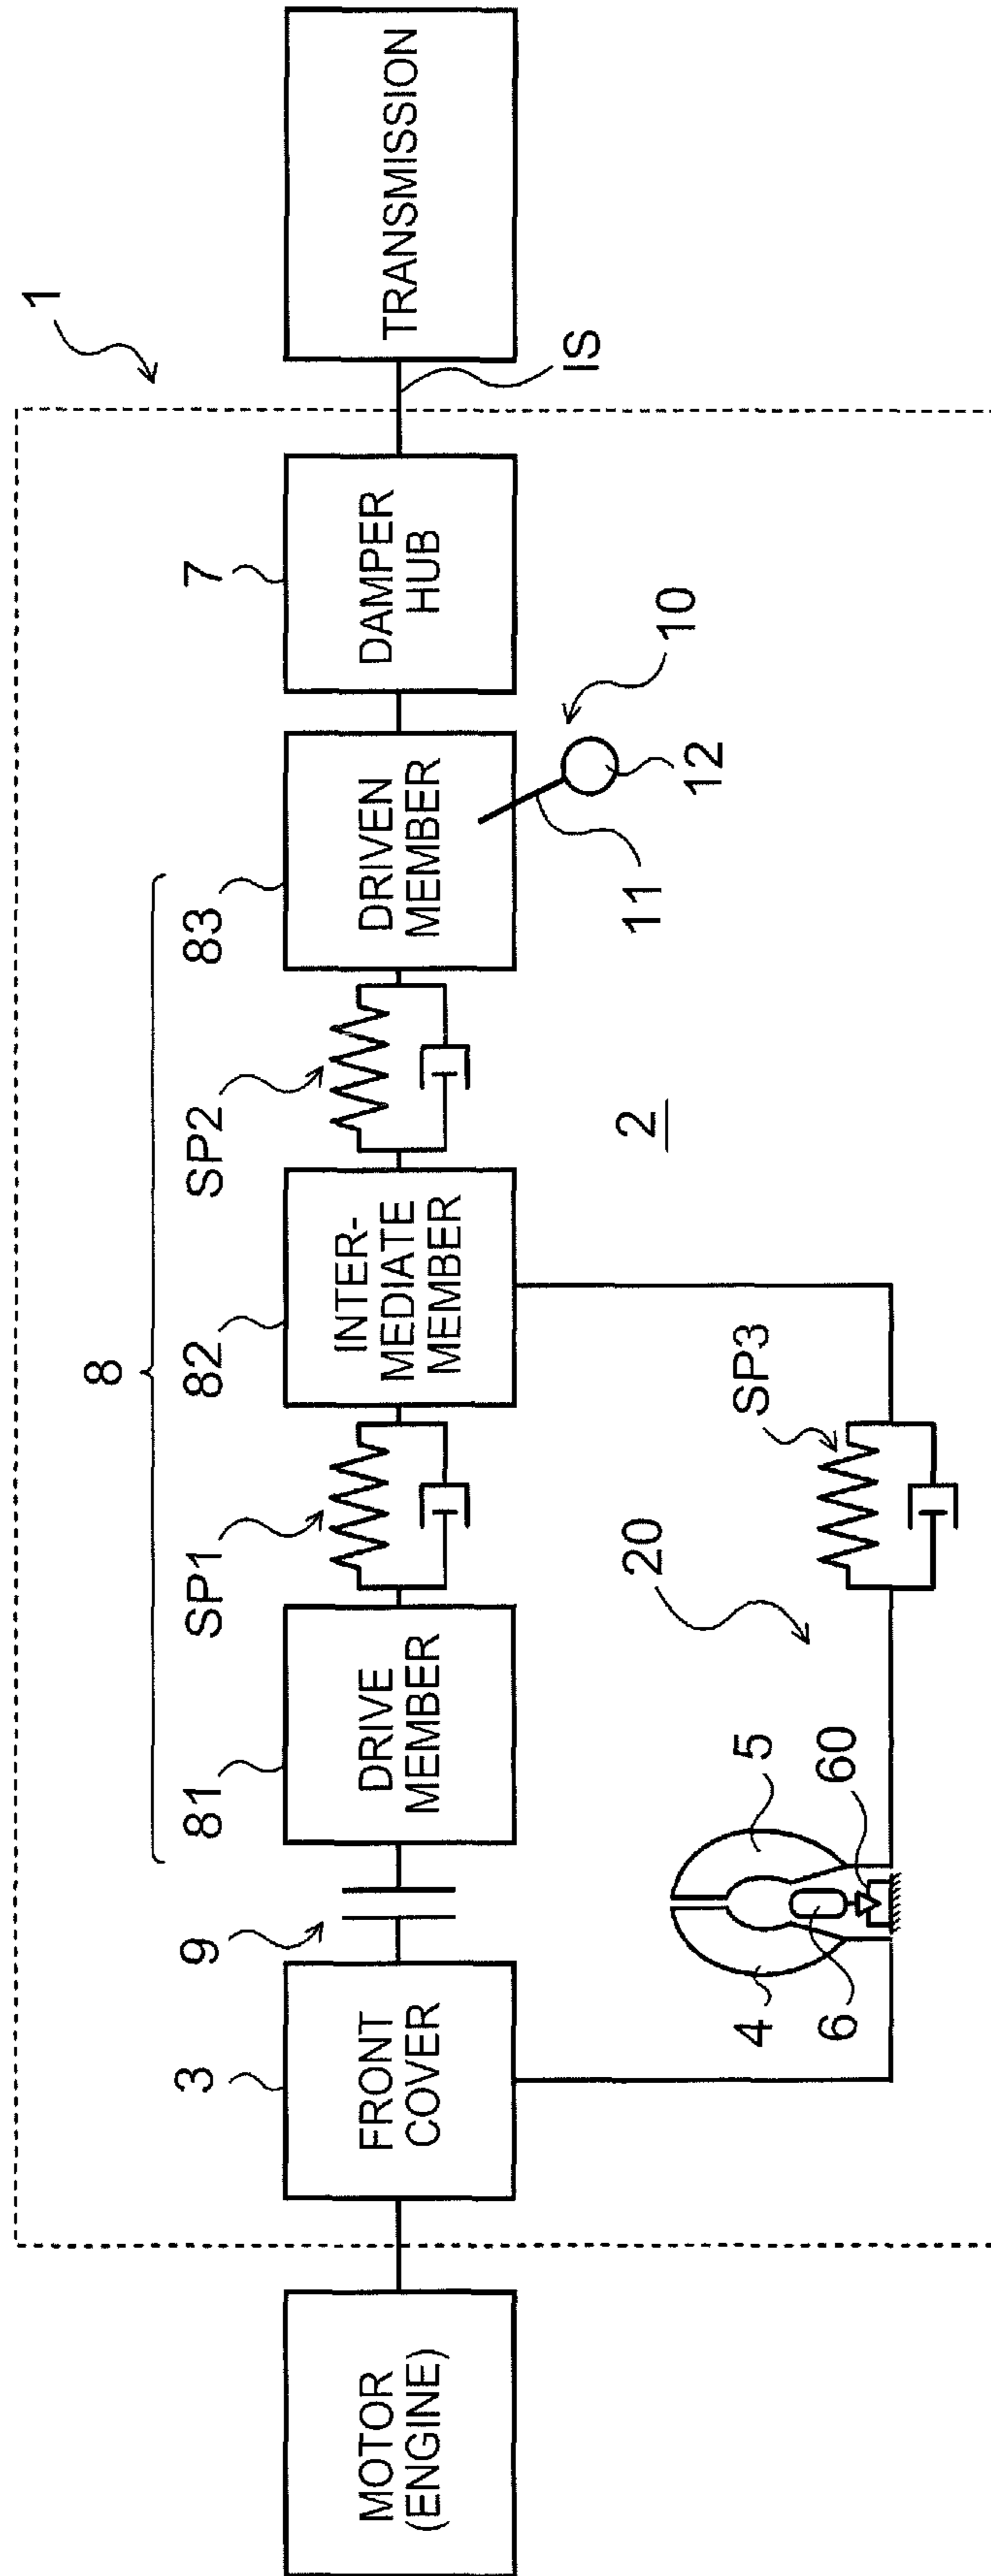 1
8
3
9
81
SP1
82
SP2
83
7
MOTOR
(ENGINE)
FRONT
COVER
DRIVE
MEMBER
INTER-
MEDIATE
MEMBER
DRIVEN
MEMBER
DAMPER
HUB
TRANSMISSION
IS
11
12
10
2
20
SP3
4
6
60
5